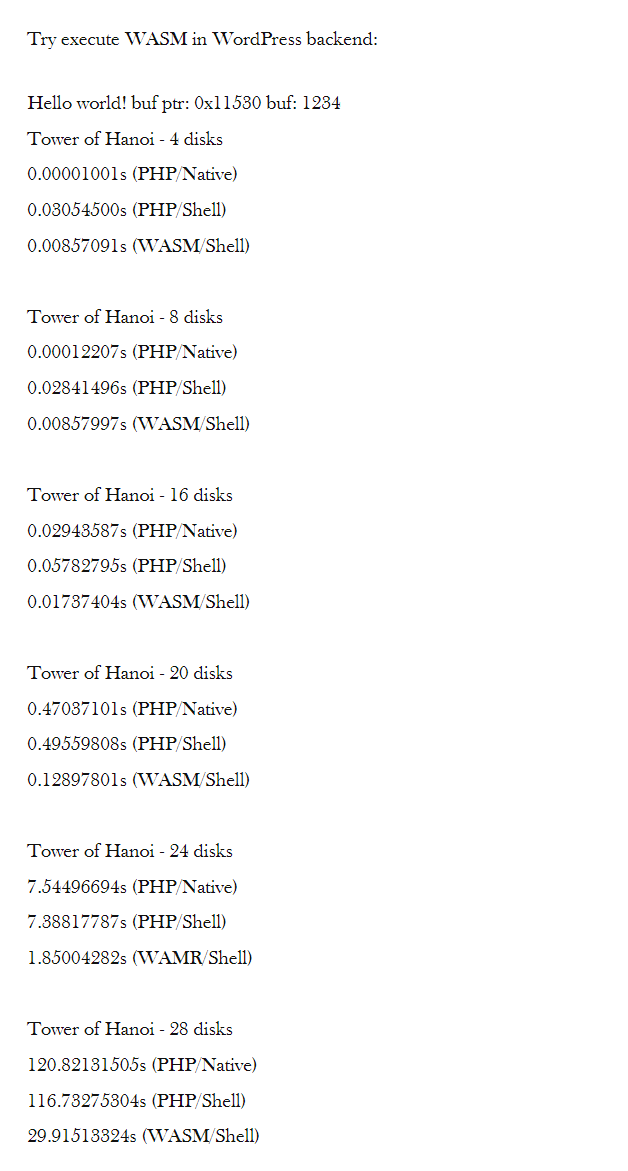 Try execute WASM in WordPress backend:
Hello world! buf ptr: 0x11530 buf: 1234
Tower of Hanoi - 4 disks
0.00001001s (PHP/Native)
0.03054500s (PHP/Shell)
0.00857091s (WASM/Shell)
Tower of Hanoi - 8 disks
0.00012207s (PHP/Native)
0.02841496s (PHP/Shell)
0.00857997s (WASM/Shell)
Tower of Hanoi - 16 disks
0.02943587s (PHP/Native)
0.05782795s (PHP/Shell)
0.01737404s (WASM/Shell)
Tower of Hanoi - 20 disks
0.47037101s (PHP/Native)
0.49559808s (PHP/Shell)
0.12897801s (WASM/Shell)
Tower of Hanoi - 24 disks
7.54496694s (PHP/Native)
7.38817787s (PHP/Shell)
1.85004282s (WAMR/Shell)
Tower of Hanoi - 28 disks
120.82131505s (PHP/Native)
116.73275304s (PHP/Shell)
29.91513324s (WASM/Shell)